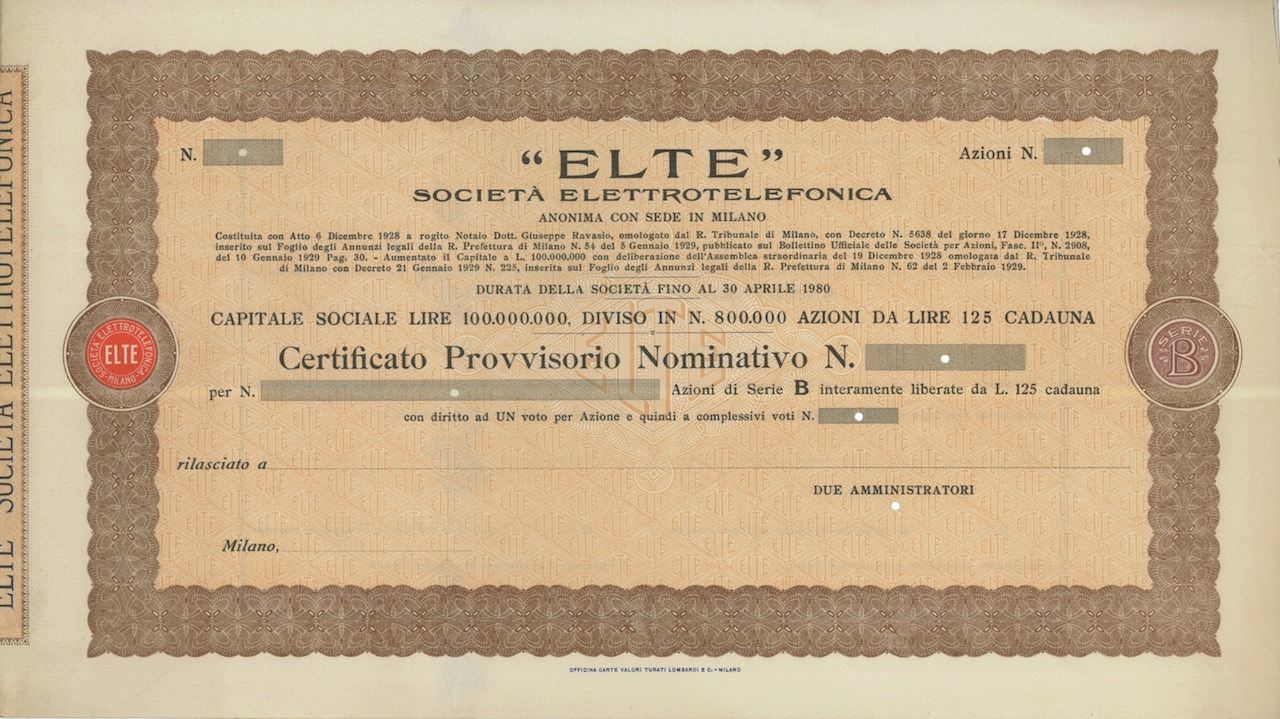 ELTE SOCIETÀ ELETTROTELEFONICA
N.
Azioni N.
“ELTE”
SOCIETÀ ELETTROTELEFONICA
ANONIMA CON SEDE IN MILANO
Costituita con Atto 6 Dicembre 1928 a rogito Notaio Dott. Giuseppe Ravasio, omologato dal R. Tribunale di Milano, con Decreto N. 5638 del giorno 17 Dicembre 1928,
inserito sul Foglio degli Annunzi legali della R. Prefettura di Milano N. 54 del 5 Gennaio 1929, pubblicato sul Bollettino Ufficiale delle Società per Azioni, Fasc. IIº, N. 2908,
del 10 Gennaio 1929 Pag. 30. - Aumentato il Capitale a L. 100.000.000 con deliberazione dell'Assemblea straordinaria del 19 Dicembre 1928 omologata dal R. Tribunale
di Milano con Decreto 21 Gennaio 1929 N. 225, inserita sul Foglio degli Annunzi legali della R. Prefettura di Milano N. 62 del 2 Febbraio 1929.
DURATA DELLA SOCIETÀ FINO AL 30 APRILE 1980
CAPITALE SOCIALE LIRE 100.000.000, DIVISO IN N. 800.000 AZIONI DA LIRE 125 CADAUNA
SOCIETÀ ELETTROTELEFONICA
ELTE
·MILANO·
SERIE
B
Certificato Provvisorio Nominativo N.
per N. Azioni di Serie B interamente liberate da L. 125 cadauna
con diritto ad UN voto per Azione e quindi a complessivi voti N.
rilasciato a
DUE AMMINISTRATORI
Milano,
OFFICINA CARTE VALORI TURATI LOMBARDI E C. - MILANO